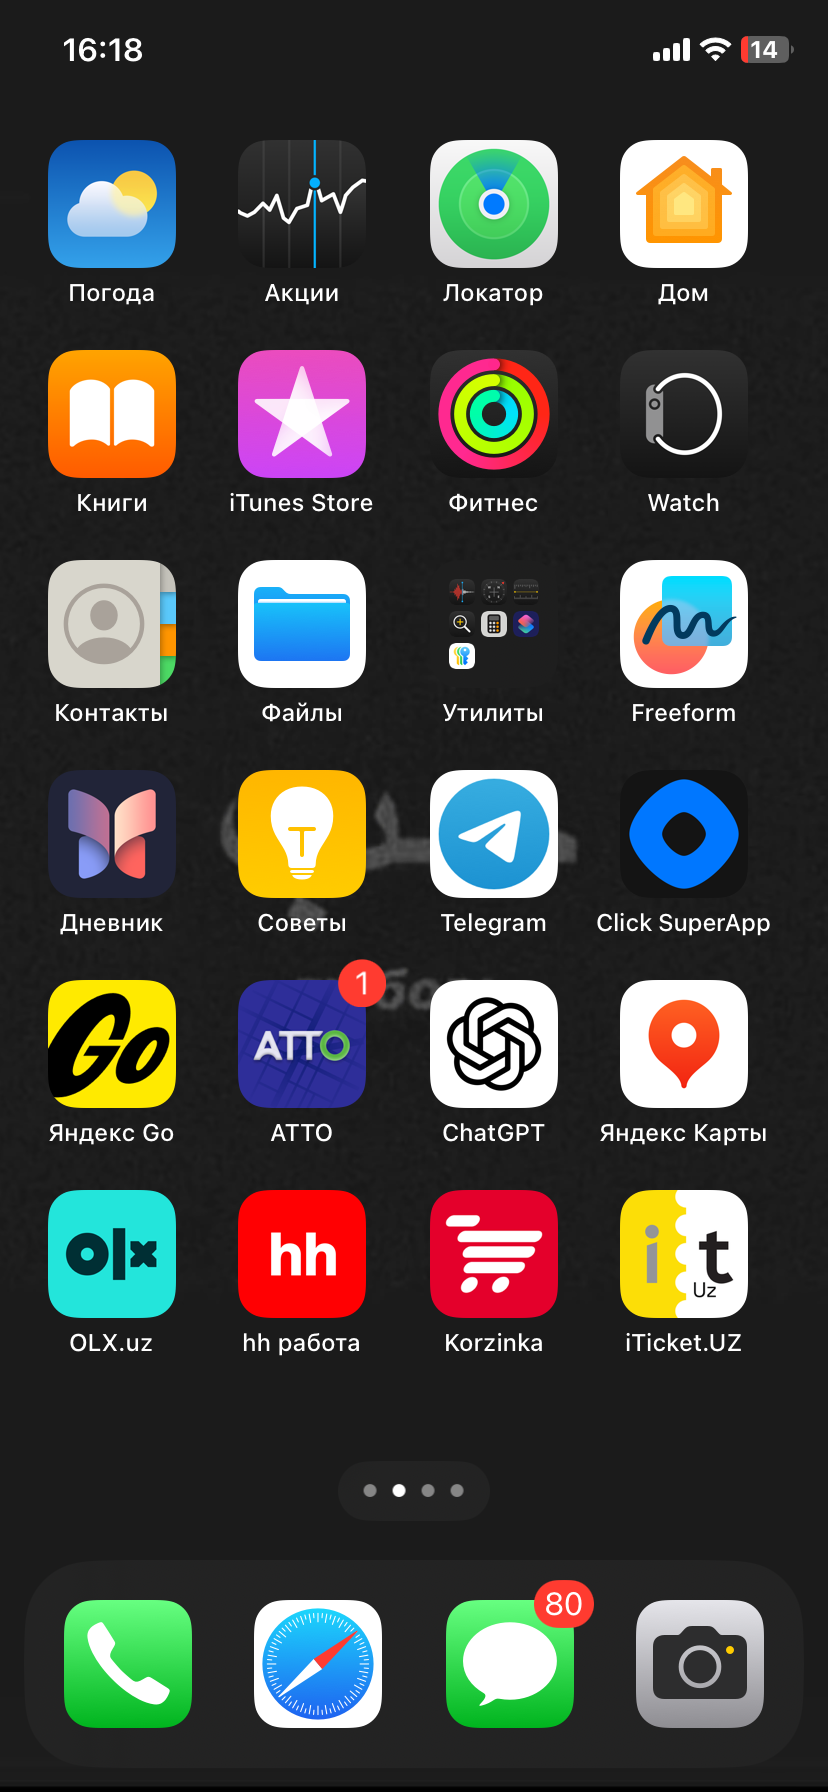 16:18
14
Погода
Акции
Локатор
Дом
Книги
iTunes Store
Фитнес
Watch
Контакты
Файлы
Утилиты
Freeform
Дневник
Советы
Telegram
Click SuperApp
Go
ATTO
1
Яндекс Go
ATTO
ChatGPT
Яндекс Карты
olx
hh
i t
Uz
OLX.uz
hh работа
Korzinka
iTicket.UZ
80